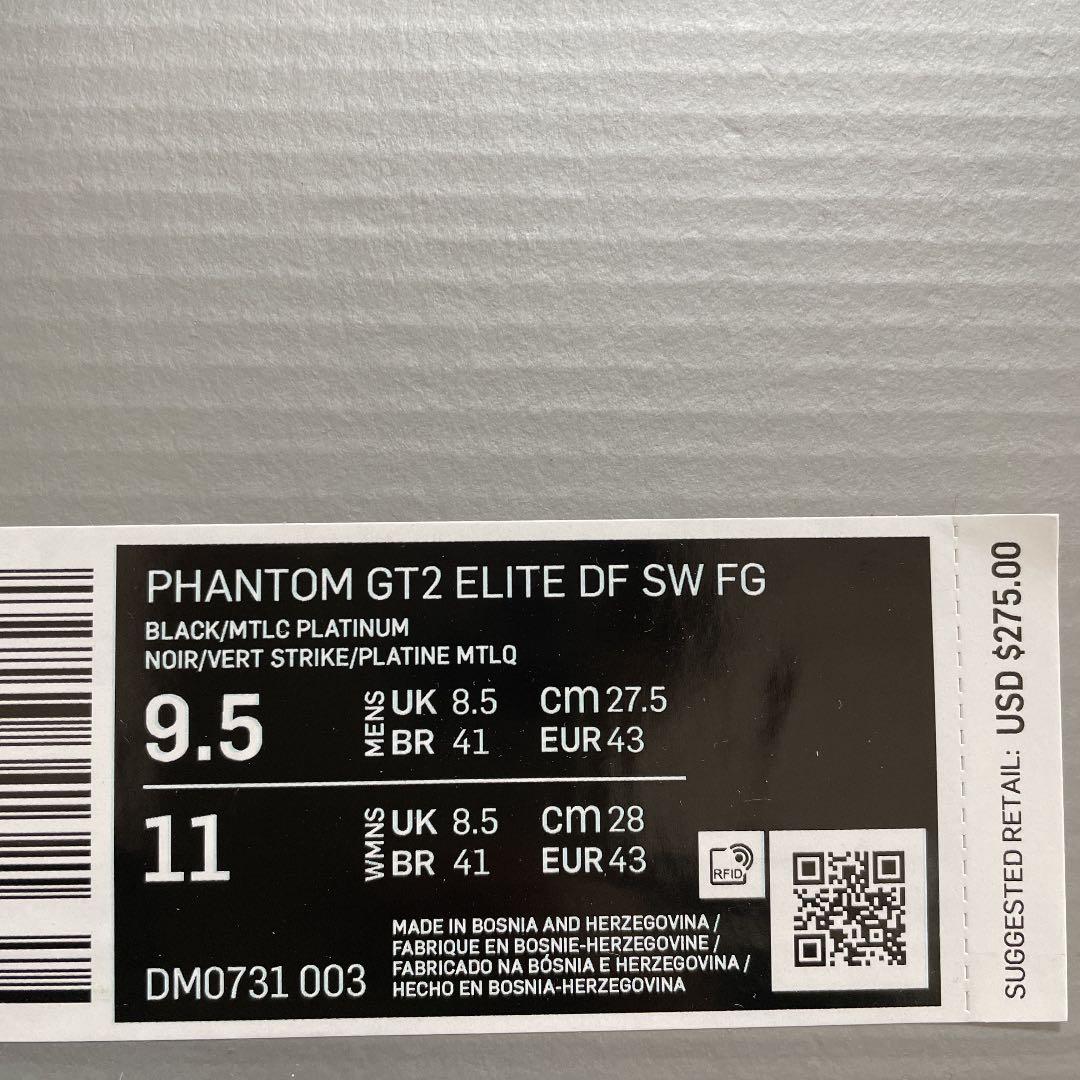 PHANTOM GT2 ELITE DF SW FG
BLACK/MTLC PLATINUM
NOIR/VERT STRIKE/PLATINE MTLQ
9.5
MENS
UK 8.5 cm 27.5
BR 41 EUR 43
11
WMNS
UK 8.5 cm 28
BR 41 EUR 43
RFID
MADE IN BOSNIA AND HERZEGOVINA /
FABRIQUE EN BOSNIE-HERZEGOVINE /
FABRICADO NA BÓSNIA E HERZEGOVINA /
HECHO EN BOSNIA-HERZEGOVINA
DM0731 003
SUGGESTED RETAIL: USD $275.00